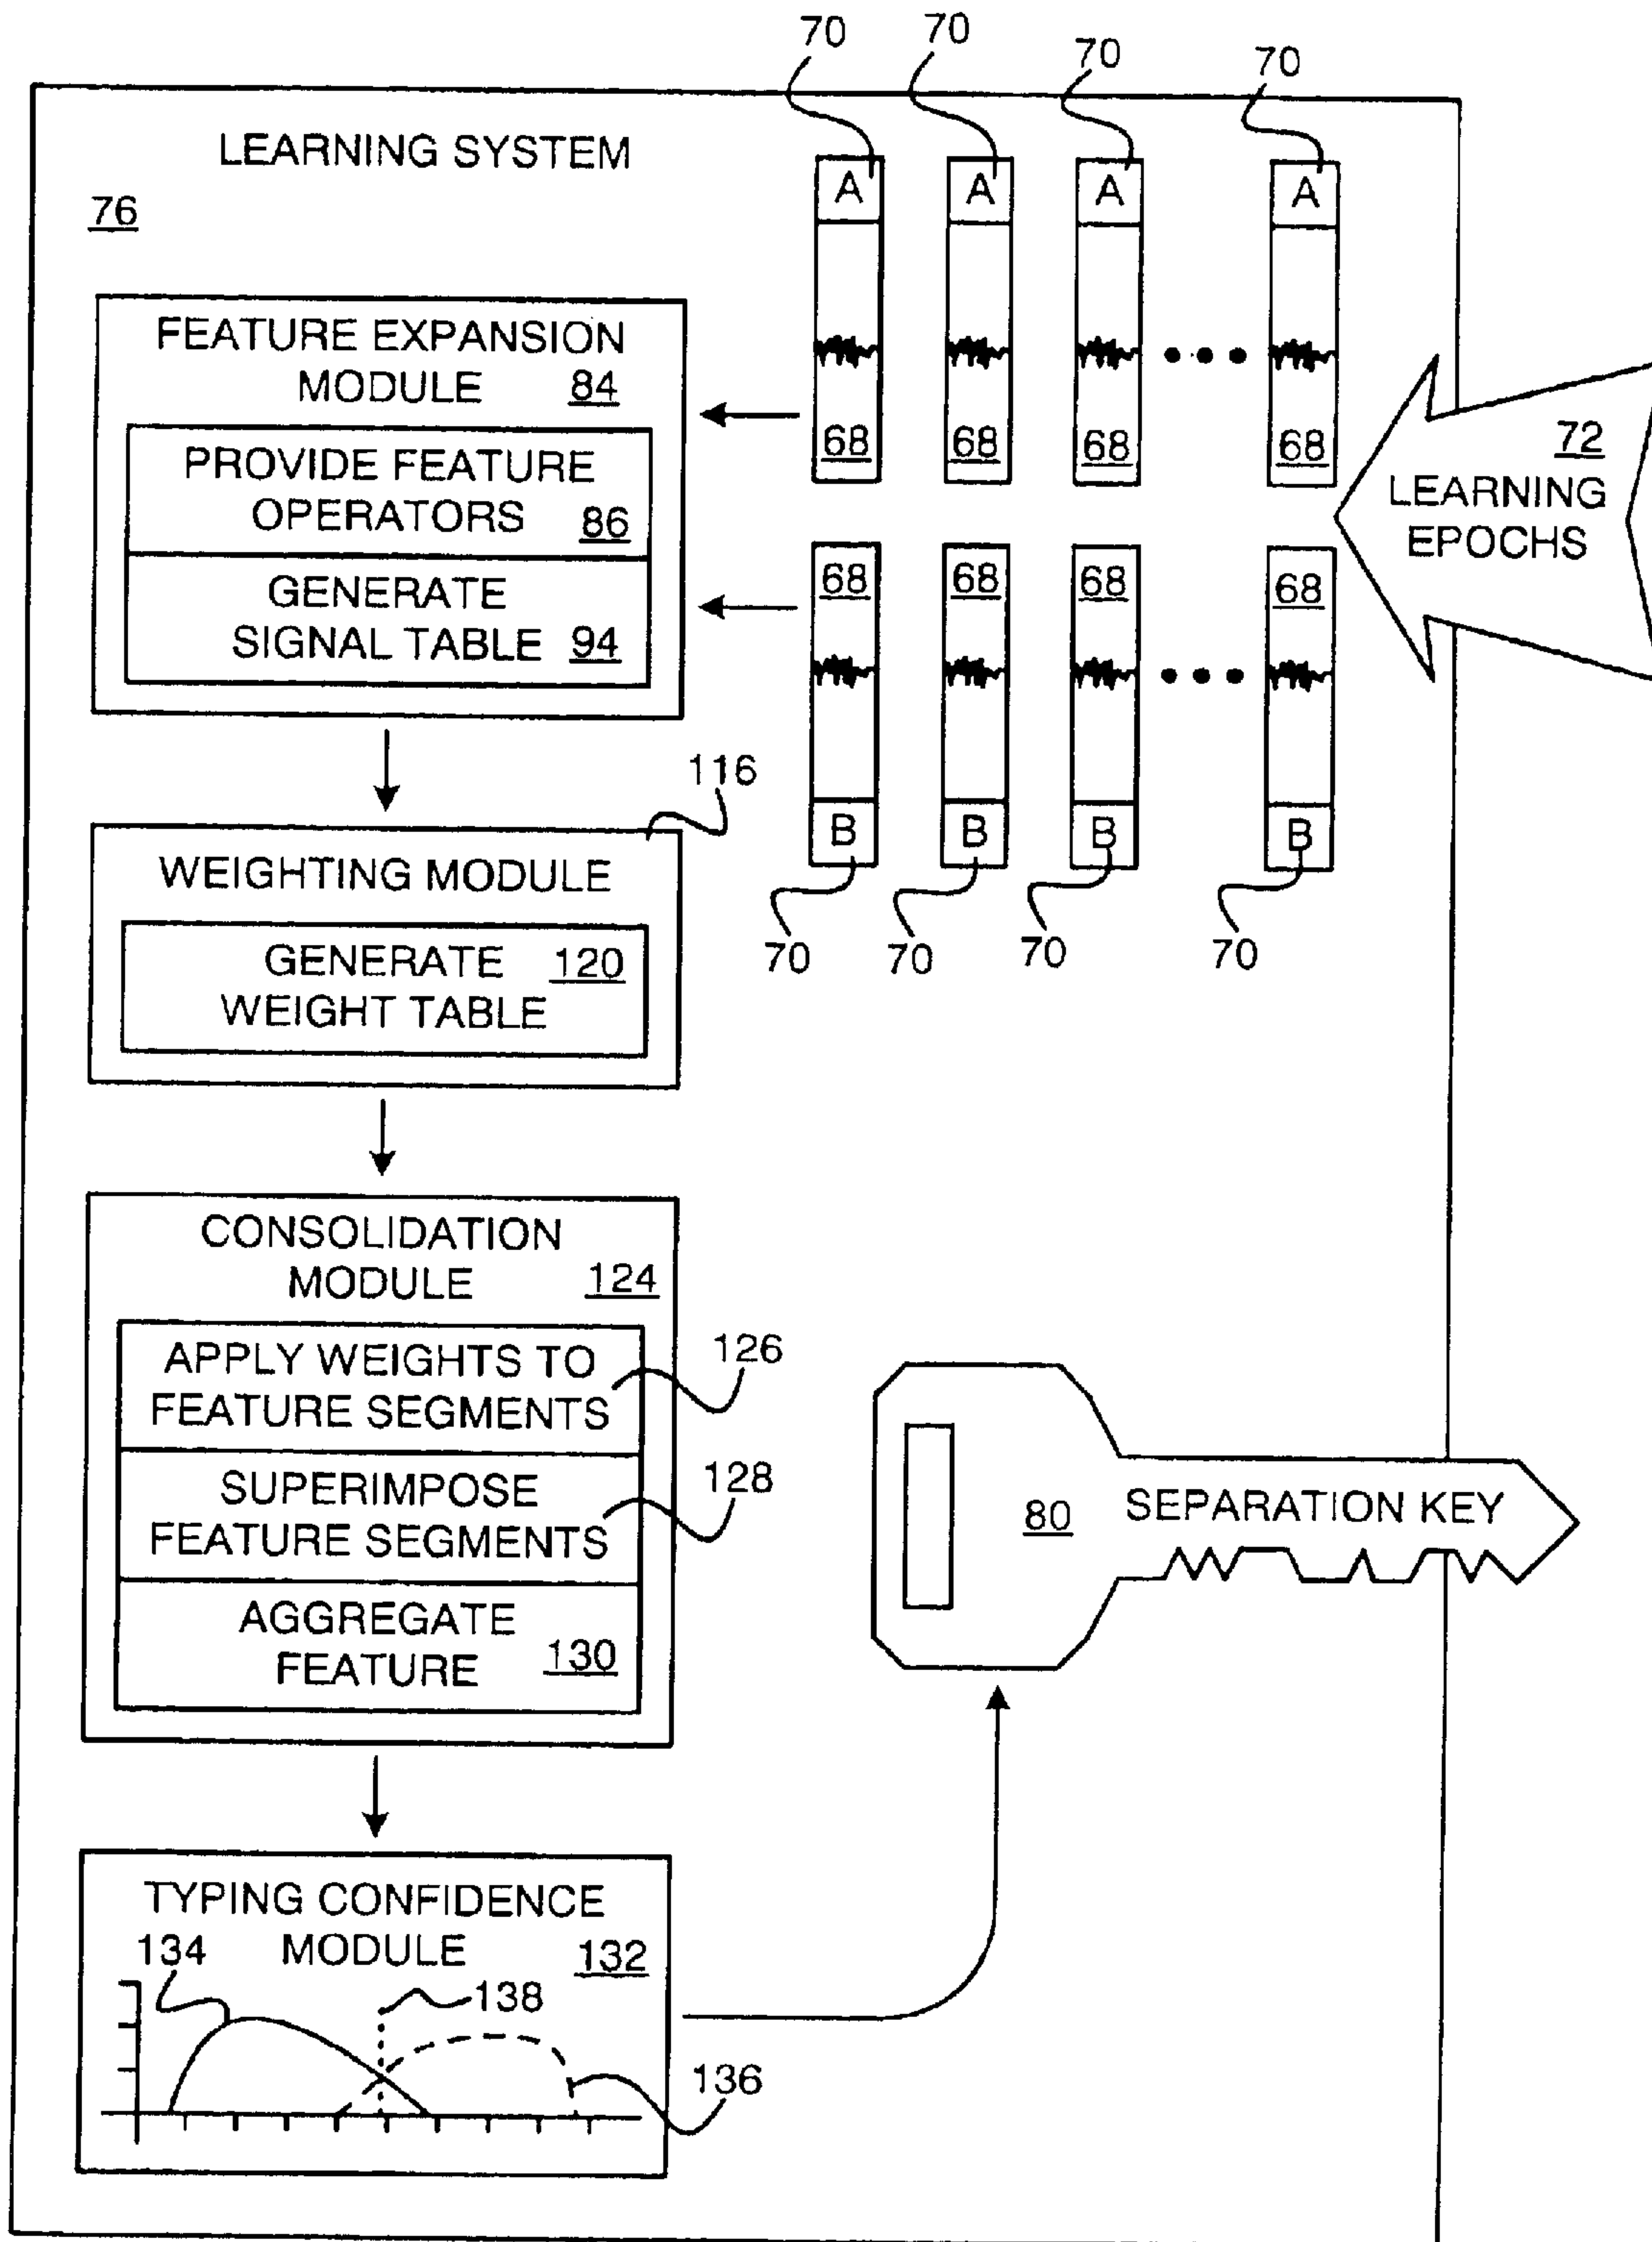 70 70 70 70
LEARNING SYSTEM
76
A A A A
FEATURE EXPANSION
MODULE 84
PROVIDE FEATURE
OPERATORS 86
GENERATE
SIGNAL TABLE 94
68 68 68 68
72
LEARNING
EPOCHS
68 68 68 68
B B B B
70 70 70 70
116
WEIGHTING MODULE
GENERATE 120
WEIGHT TABLE
CONSOLIDATION
MODULE 124
APPLY WEIGHTS TO
FEATURE SEGMENTS
126
SUPERIMPOSE
FEATURE SEGMENTS
128
AGGREGATE
FEATURE 130
80 SEPARATION KEY
TYPING CONFIDENCE
MODULE 132
134
138
136